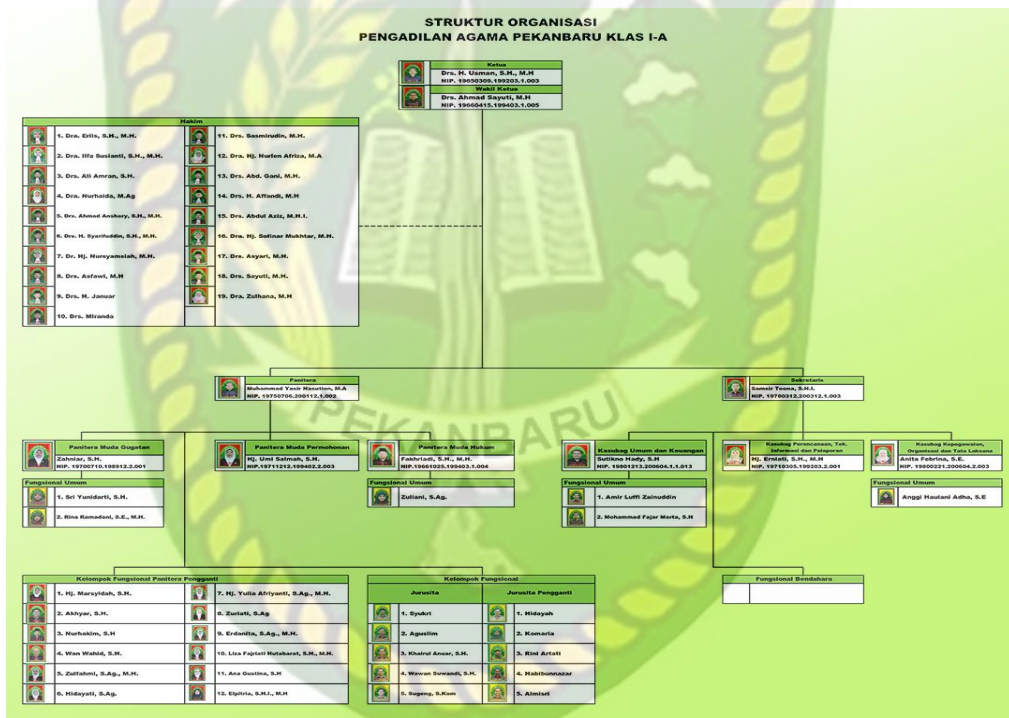 STRUKTUR ORGANISASI
PENGADILAN AGAMA PEKANBARU KLAS I-A
Ketua
Drs. H. Usman, S.H., M.H
NIP. 19650309.199203.1.003
Wakil Ketua
Drs. Ahmad Sayuti, M.H
NIP. 19660415.199403.1.005
Hakim
1. Dra. Erlis, S.H., M.H.
2. Dra. Ilfa Susianti, S.H., M.H.
3. Drs. Ali Amran, S.H.
4. Dra. Nurhaida, M.Ag
5. Drs. Ahmad Anshary, S.H., M.H.
6. Drs. H. Syarifuddin, S.H., M.H.
7. Dr. Hj. Nursyamsiah, M.H.
8. Drs. Asfawi, M.H
9. Drs. H. Januar
10. Drs. Miranda
11. Drs. Sasmirudin, M.H.
12. Dra. Hj. Nurlen Afriza, M.A
13. Drs. Abd. Gani, M.H.
14. Drs. H. Affandi, M.H
15. Drs. Abdul Aziz, M.H.I.
16. Dra. Hj. Sofinar Mukhtar, M.H.
17. Drs. Asyari, M.H.
18. Drs. Sayuti, M.H.
19. Dra. Zulhana, M.H
Panitera
Muhammad Yasir Nasution, M.A
NIP. 19750706.200112.1.002
Sekretaris
Samsir Toona, S.H.I.
NIP. 19780312.200312.1.003
PEKANBARU
Panitera Muda Gugatan
Zahniar, S.H.
NIP. 19700710.198912.2.001
Panitera Muda Permohonan
Hj. Umi Salmah, S.H.
NIP.19711212.199402.2.003
Panitera Muda Hukum
Fakhriadi, S.H., M.H.
NIP.19661025.199403.1.004
Kasubag Umum dan Keuangan
Sutikno Hady, S.H
NIP. 19801213.200604.1.1.013
Kasubag Perencanaan, Tek.
Informasi dan Pelaporan
Hj. Erniati, S.H., M.H
NIP. 19710305.199203.2.001
Kasubag Kepegawaian,
Organisasi dan Tata Laksana
Anita Febrina, S.E.
NIP. 19800221.200604.2.003
Fungsional Umum
1. Sri Yunidarti, S.H.
2. Rina Ramadani, S.E., M.H.
Fungsional Umum
Zuliani, S.Ag.
Fungsional Umum
1. Amir Luffi Zainuddin
2. Mohammad Fajar Marta, S.H
Fungsional Umum
Anggi Haulani Adha, S.E
Kelompok Fungsional Panitera Pengganti
1. Hj. Marsyidah, S.H.
2. Akhyar, S.H.
3. Nurhakim, S.H
4. Wan Wahid, S.H.
5. Zulfahmi, S.Ag., M.H.
6. Hidayati, S.Ag.
7. Hj. Yulia Afriyanti, S.Ag., M.H.
8. Zuriati, S.Ag
9. Erdanita, S.Ag., M.H.
10. Liza Fajriati Hutabarat, S.H., M.H.
11. Ana Gustina, S.H
12. Elpitria, S.H.I., M.H
Kelompok Fungsional
Jurusita
1. Syukri
2. Aguslim
3. Khairul Anuar, S.H.
4. Wawan Suwandi, S.H.
5. Sugeng, S.Kom
Jurusita Pengganti
1. Hidayah
2. Komaria
3. Rini Artati
4. Habibunnazar
5. Almisri
Fungsional Bendahara